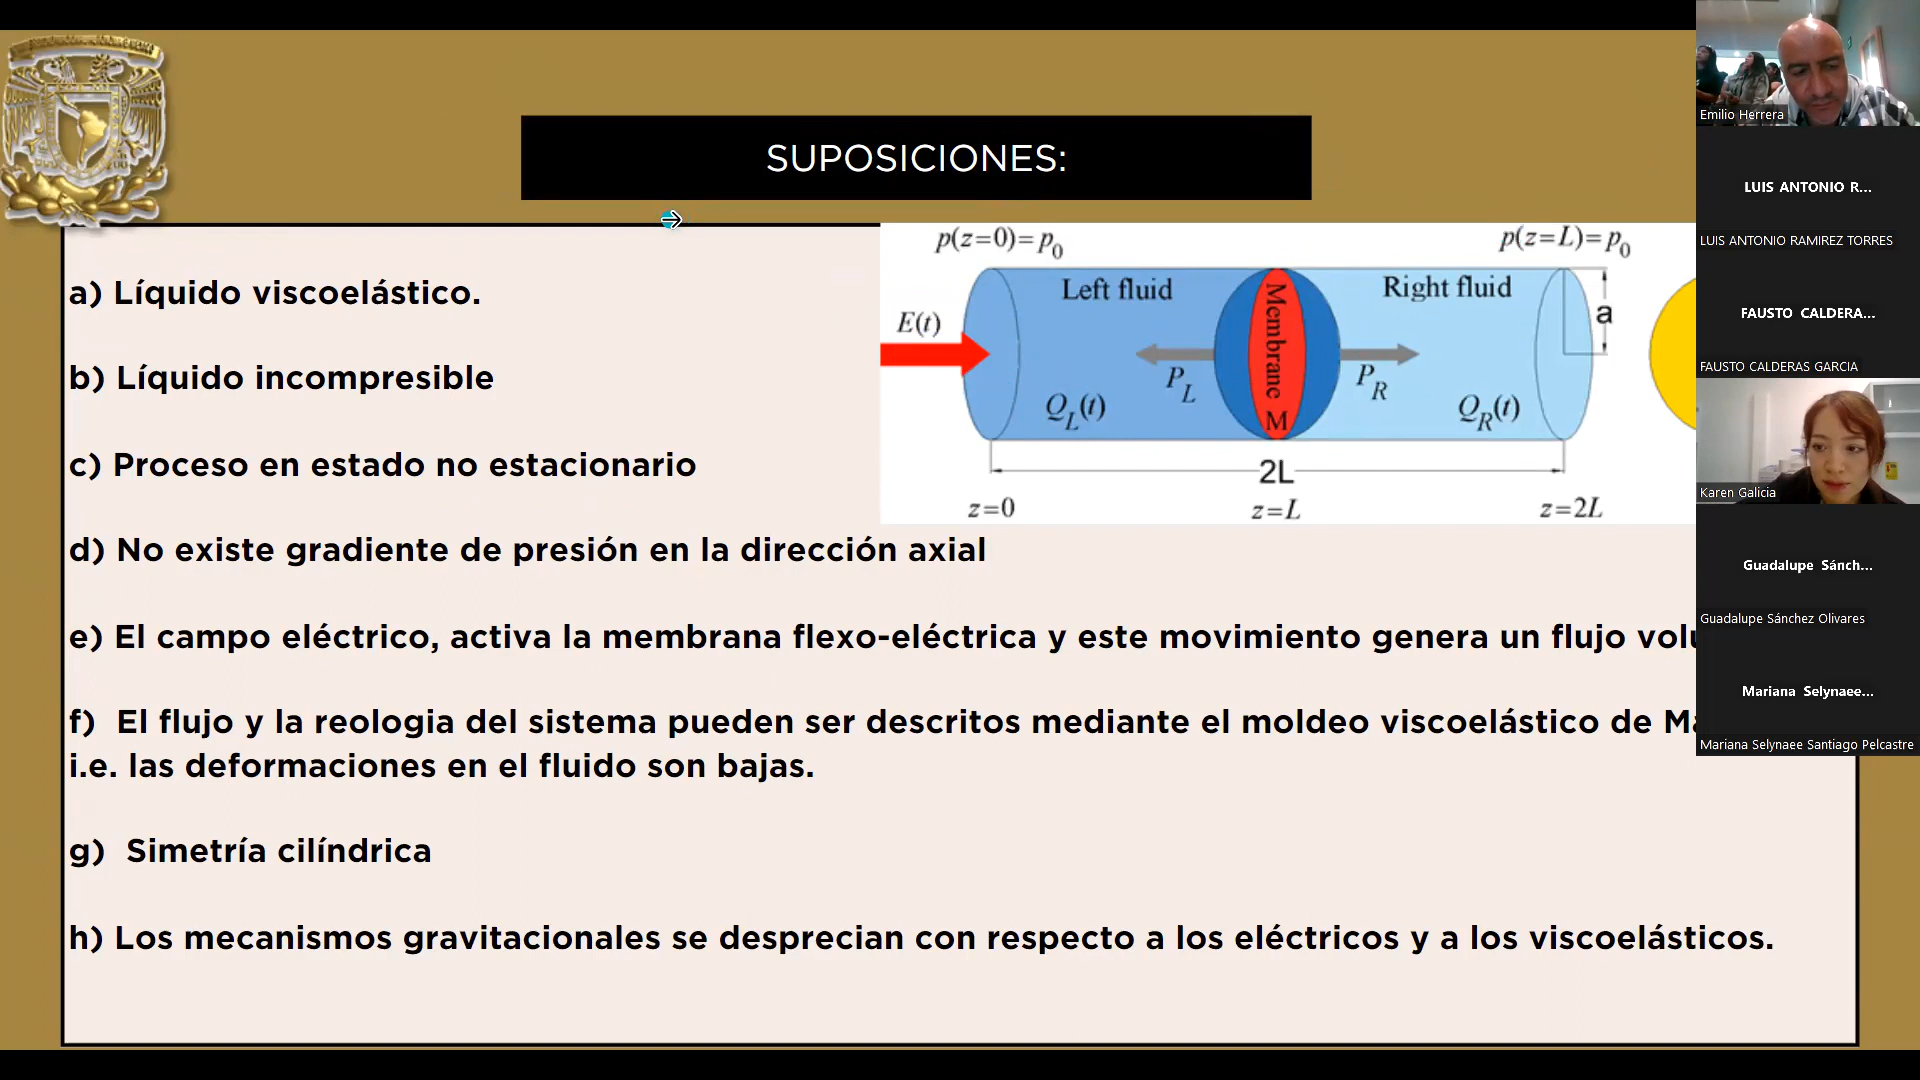 SUPOSICIONES:
a) Líquido viscoelástico.
b) Líquido incompresible
c) Proceso en estado no estacionario
d) No existe gradiente de presión en la dirección axial
e) El campo eléctrico, activa la membrana flexo-eléctrica y este movimiento genera un flujo
f) El flujo y la reologia del sistema pueden ser descritos mediante el moldeo viscoelástico de
i.e. las deformaciones en el fluido son bajas.
g) Simetría cilíndrica
h) Los mecanismos gravitacionales se desprecian con respecto a los eléctricos y a los viscoelásticos.
p(z=0)=p₀
p(z=L)=p₀
Left fluid
Right fluid
Membrane M
E(t)
a
P_L
P_R
Q_L(t)
Q_R(t)
2L
z=0
z=L
z=2L
Emilio Herrera
LUIS ANTONIO R...
LUIS ANTONIO RAMIREZ TORRES
FAUSTO CALDERA...
FAUSTO CALDERAS GARCIA
Karen Galicia
Guadalupe Sánch...
Guadalupe Sánchez Olivares
Mariana Selynaee...
Mariana Selynaee Santiago Pelcastre